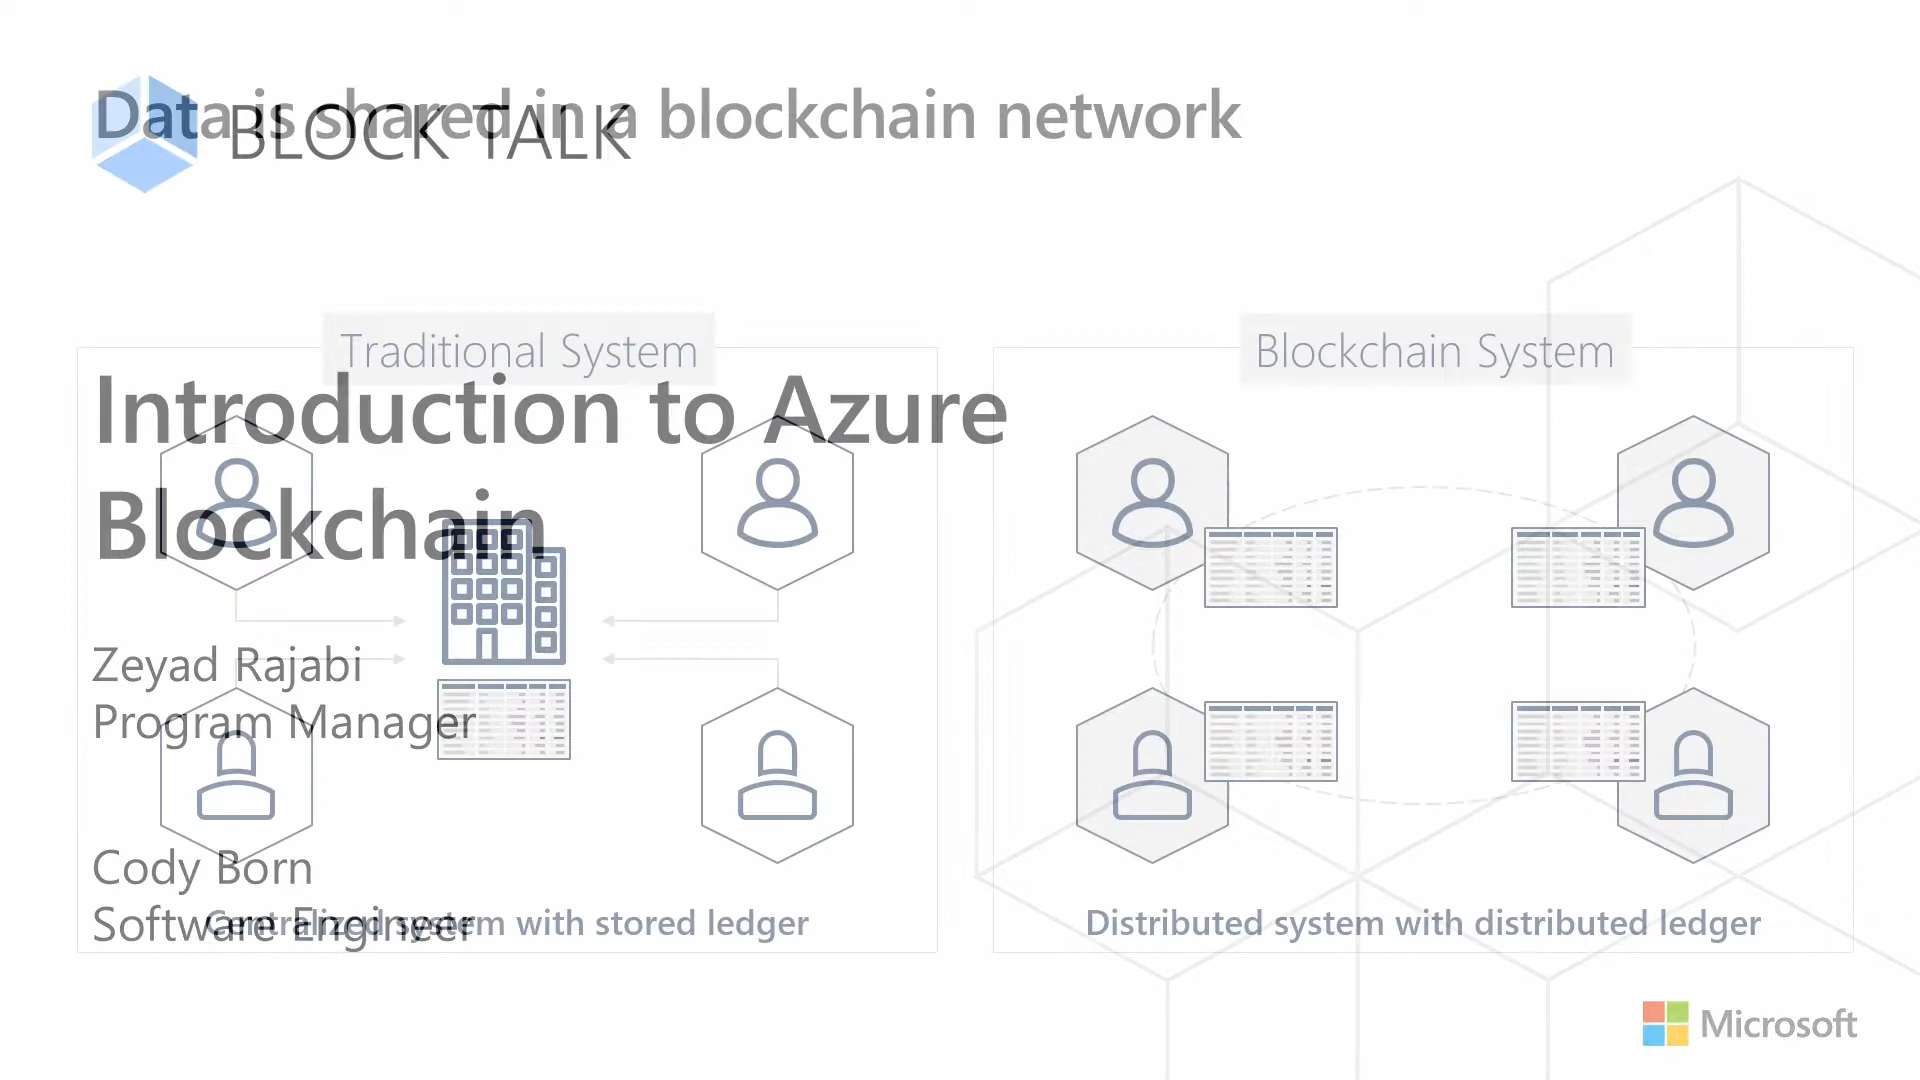 Data is shared in a blockchain network
BLOCK TALK
Traditional System
Blockchain System
Introduction to Azure
Blockchain
Zeyad Rajabi
Program Manager
Cody Born
Software Engineer
Centralized system with stored ledger
Distributed system with distributed ledger
Microsoft